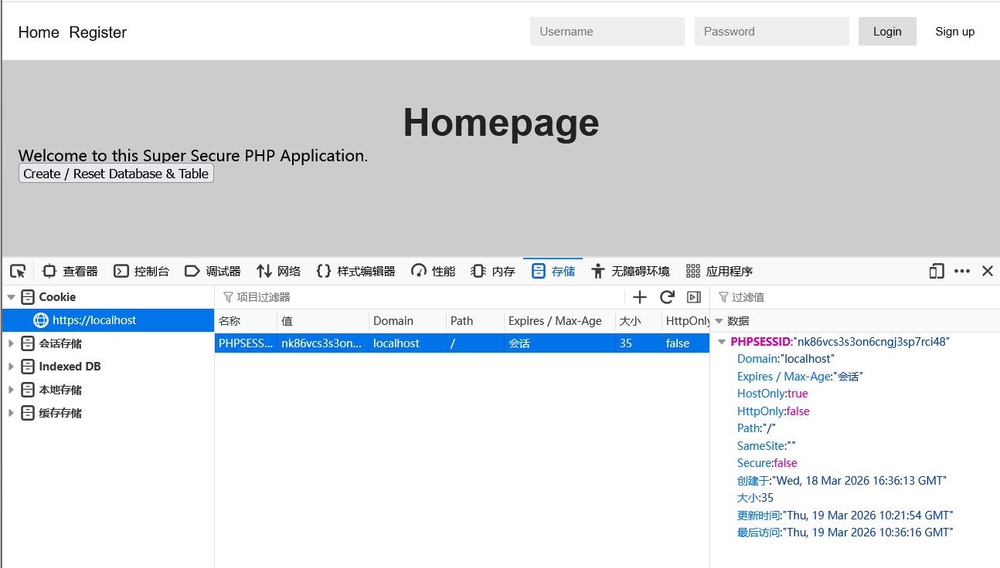 Home Register Username Password Login Sign up
Homepage
Welcome to this Super Secure PHP Application.
Create / Reset Database & Table
查看器 控制台 调试器 网络 样式编辑器 性能 内存 存储 无障碍环境 应用程序
Cookie
https://localhost
会话存储
Indexed DB
本地存储
缓存存储
项目过滤器
名称 值 Domain Path Expires / Max-Age 大小 HttpOnly
PHPSESS... nk86vcs3s3on... localhost / 会话 35 false
过滤值
数据
PHPSESSID:"nk86vcs3s3on6cngj3sp7rci48"
Domain:"localhost"
Expires / Max-Age:"会话"
HostOnly:true
HttpOnly:false
Path:"/"
SameSite:""
Secure:false
创建于:"Wed, 18 Mar 2026 16:36:13 GMT"
大小:35
更新时间:"Thu, 19 Mar 2026 10:21:54 GMT"
最后访问:"Thu, 19 Mar 2026 10:36:16 GMT"